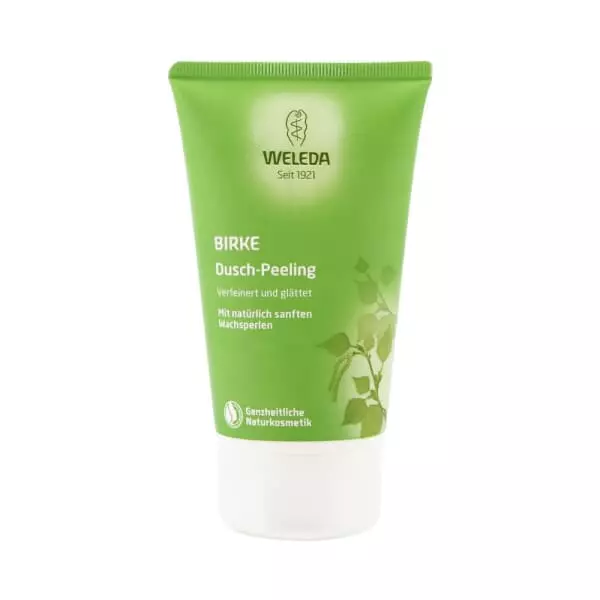 WELEDA
Seit 1921
BIRKE
Dusch-Peeling
Verfeinert und glättet
Mit natürlich sanften
Wachsperlen
Ganzheitliche
Naturkosmetik